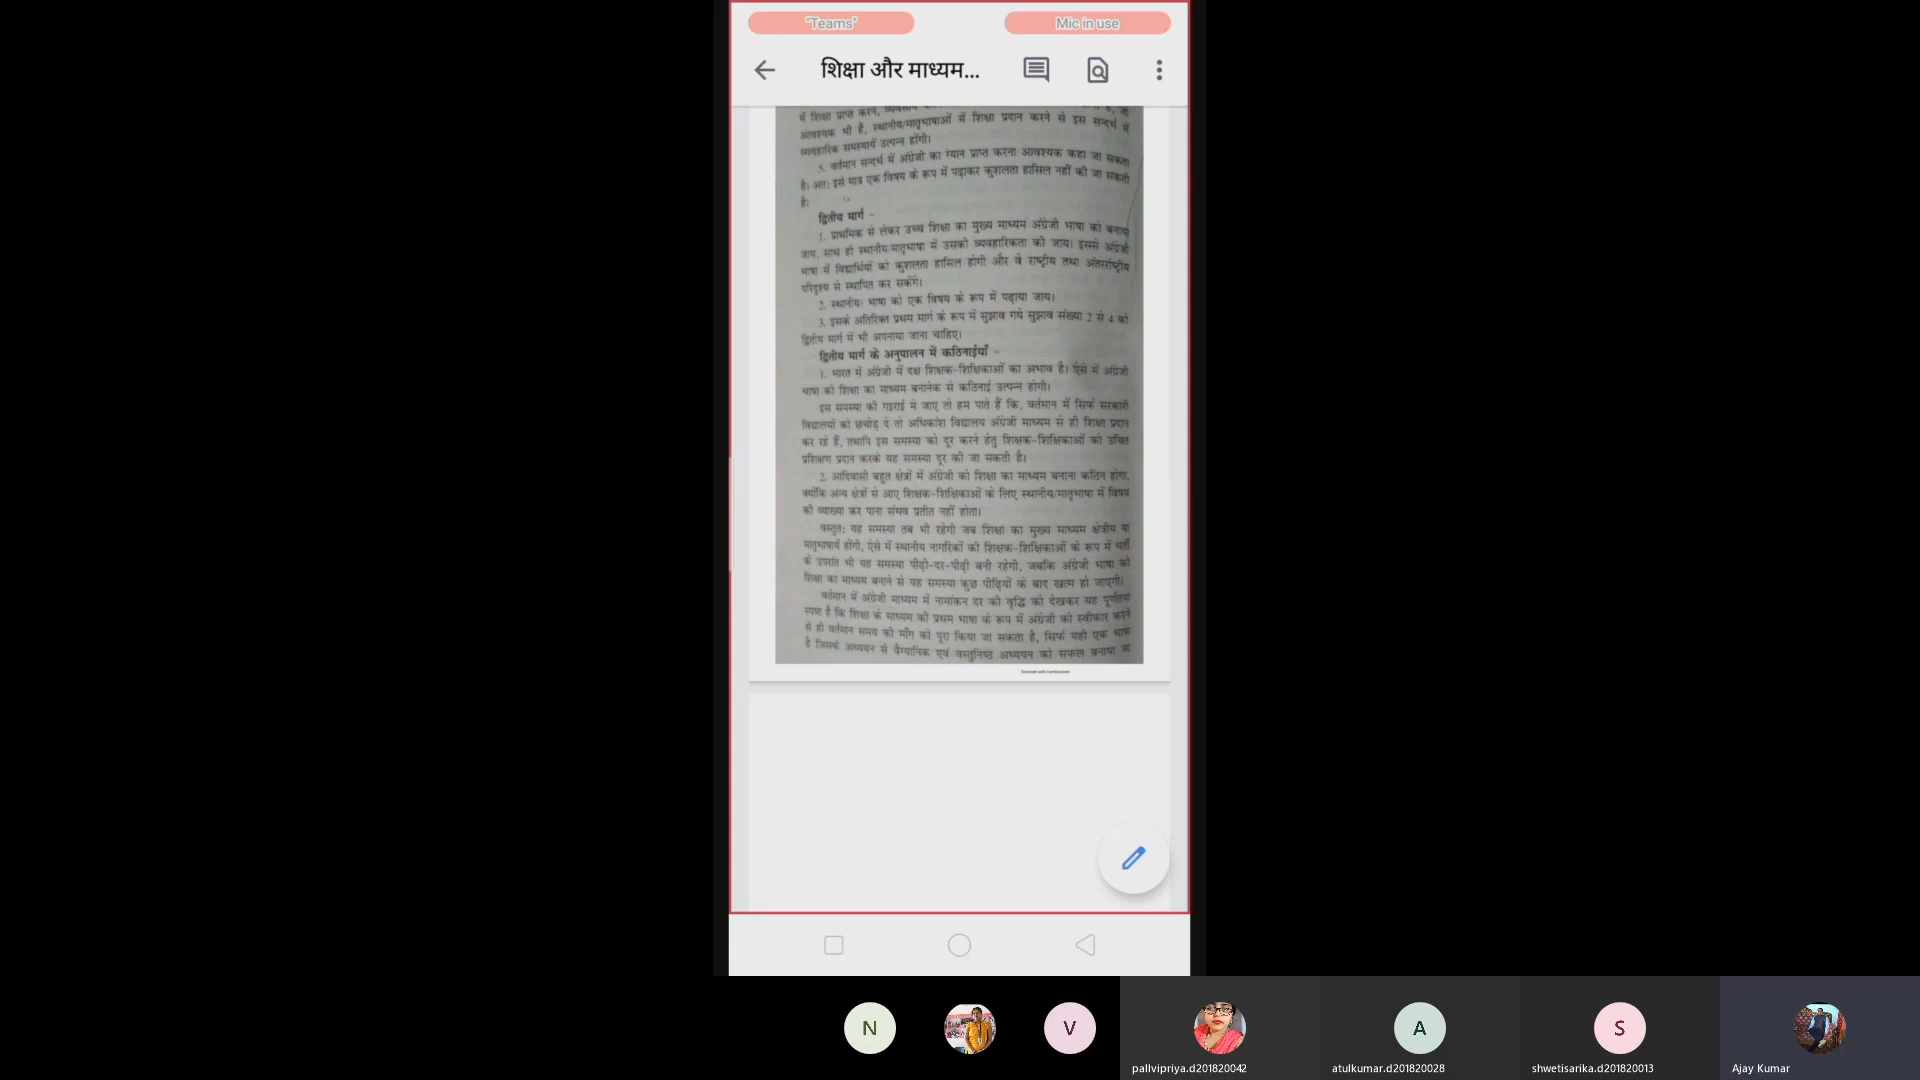 "Teams"
Mic in use
शिक्षा और माध्यम...
में शिक्षा प्राप्त करने,
आवश्यक भी है, स्थानीय/मातृभाषाओं में शिक्षा प्रदान करने से इस सन्दर्भ में
व्यवहारिक समस्यायें उत्पन्न होंगी।
5. वर्तमान सन्दर्भ में अंग्रेजी का ग्यान प्राप्त करना आवश्यक कहा जा सकता
है। अतः इसे मात्र एक विषय के रूप में पढ़ाकर कुशलता हासिल नहीं की जा सकती
है।
द्वितीय मार्ग -
1. प्राथमिक से लेकर उच्च शिक्षा का मुख्य माध्यम अंग्रेजी भाषा को बनाया
जाय, साथ ही स्थानीय/मातृभाषा में उसकी व्यवहारिकता की जाय। इससे अंग्रेजी
भाषा में विद्यार्थियों को कुशलता हासिल होगी और वे राष्ट्रीय तथा अंतरर्राष्ट्रीय
परिदृश्य से स्थापित कर सकेंगे।
2. स्थानीय/ भाषा को एक विषय के रूप में पढ़ाया जाय।
3. इसके अतिरिक्त प्रथम मार्ग के रूप में सुझाव गये सुझाव संख्या 2 से 4 को
द्वितीय मार्ग में भी अपनाया जाना चाहिए।
द्वितीय मार्ग के अनुपालन में कठिनाईयाँ -
1. भारत में अंग्रेजी में दक्ष शिक्षक-शिक्षिकाओं का अभाव है। ऐसे में अंग्रेजी
भाषा को शिक्षा का माध्यम बनानेक से कठिनाई उत्पन्न होगी।
इस समस्या की गइराई मे जाए तो हम पाते हैं कि, वर्तमान में सिर्फ सरकारी
विद्यालयों को छघोड़ दे तो अधिकांश विद्यालय अंग्रेजी माध्यम से ही शिक्षा प्रदान
कर रहे हैं, तथापि इस समस्या को दूर करने हेतु शिक्षक-शिक्षिकाओं को उचित
प्रशिक्षण प्रदान करके यह समस्या दूर की जा सकती है।
2. आदिवासी बहुत क्षेत्रों में अंग्रेजी को शिक्षा का माध्यम बनाना कठिन होगा,
क्योंकि अन्य क्षेत्रों से आए शिक्षक-शिक्षिकाओं के लिए स्थानीय/मातृभाषा में विषय
की व्याख्या कर पाना संभव प्रतीत नहीं होता।
वस्तुतः यह समस्या तब भी रहेगी जब शिक्षा का मुख्य माध्यम क्षेत्रीय या
मातृभाषायें होंगी, ऐसे में स्थानीय नागरिकों की शिक्षक-शिक्षिकाओं के रूप में भर्ती
के उपरांत भी यह समस्या पीढ़ी-दर-पीढ़ी बनी रहेगी, जबकि अंग्रेजी भाषा को
शिक्षा का माध्यम बनाने से यह समस्या कुछ पीढ़ियों के बाद खत्म हो जाएगी।
वर्तमान में अंग्रेजी माध्यम में नामांकन दर की वृद्धि को देखकर यह पूर्णतया
स्पष्ट है कि शिक्षा के माध्यम की प्रथम भाषा के रूप में अंग्रेजी को स्वीकार करने
से ही वर्तमान समय की माँग को पूरा किया जा सकता है, सिर्फ यही एक भाषा
है जिसके अध्ययन से वैग्यानिक एवं वस्तुनिष्ठ अध्ययन को सफल बनाया जा
Scanned with CamScanner
N
V
A
S
pallvipriya.d201820042
atulkumar.d201820028
shwetisarika.d201820013
Ajay Kumar